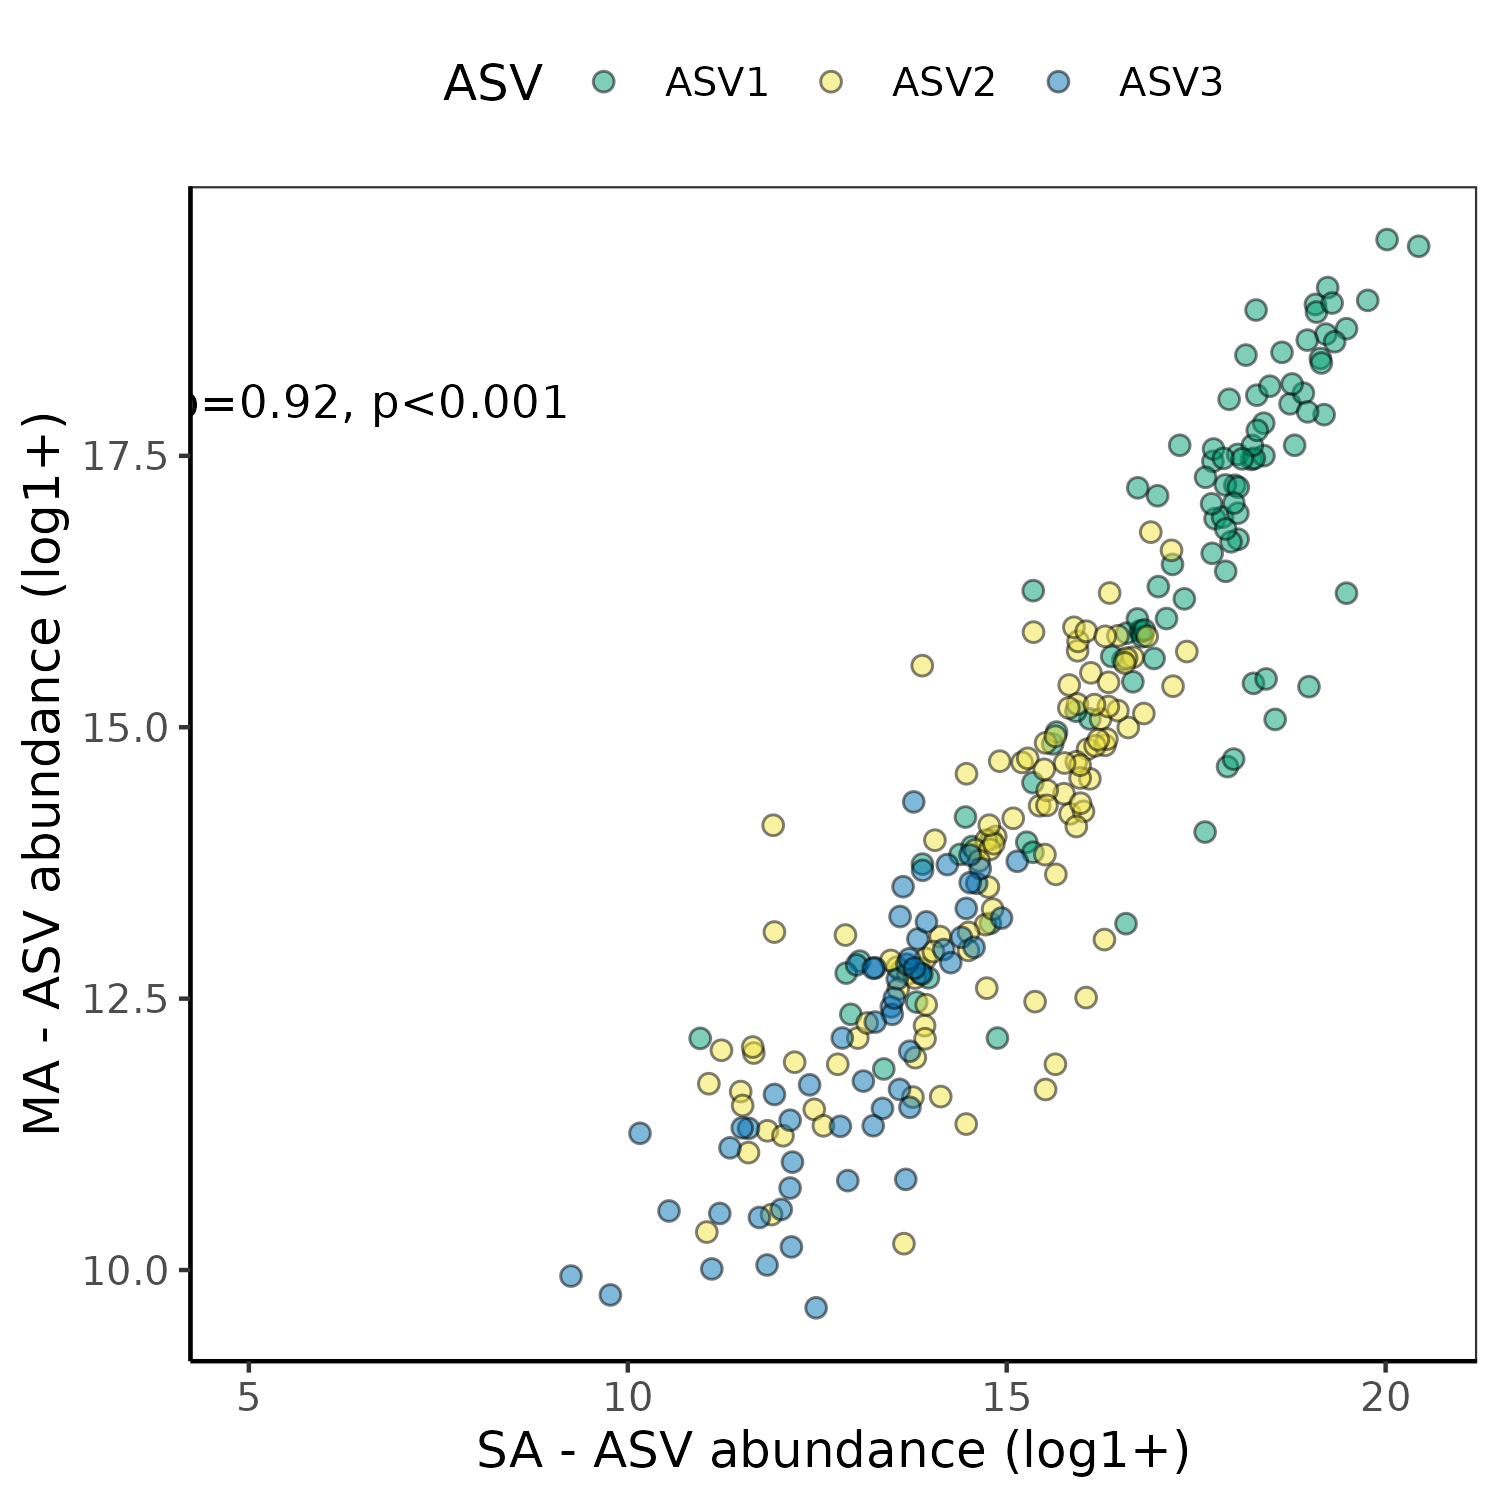 ASV ASV1 ASV2 ASV3
=0.92, p<0.001
MA - ASV abundance (log1+)
17.5
15.0
12.5
10.0
5 10 15 20
SA - ASV abundance (log1+)